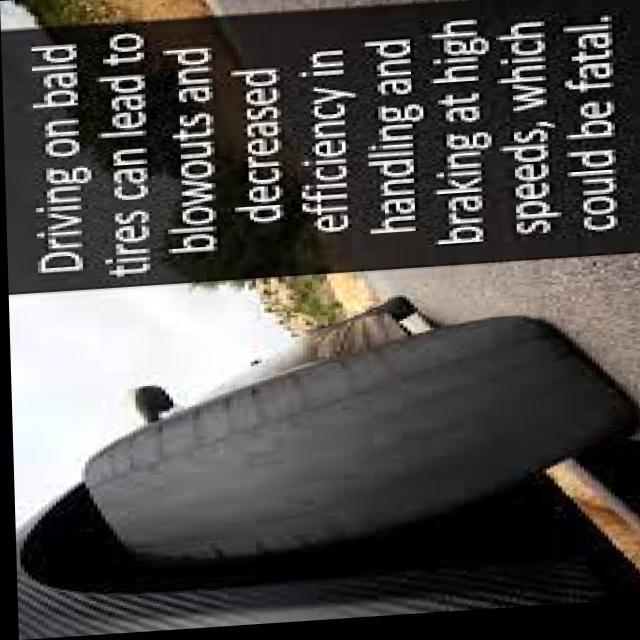 Driving on bald
tires can lead to
blowouts and
decreased
efficiency in
handling and
braking at high
speeds, which
could be fatal.